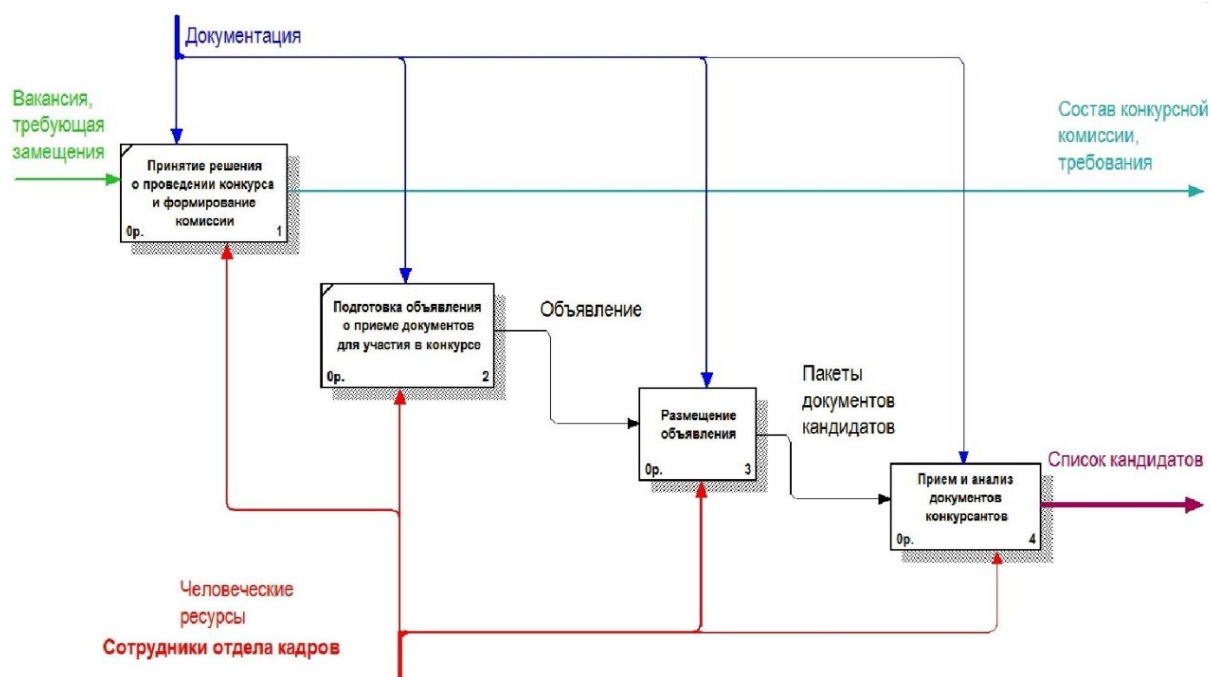 Документация
Вакансия,
требующая
замещения
Состав конкурсной
комиссии,
требования
Принятие решения
о проведении конкурса
и формирование
комиссии
0р. 1
Подготовка объявления
о приеме документов
для участия в конкурсе
0р. 2
Объявление
Размещение
объявления
0р. 3
Пакеты
документов
кандидатов
Прием и анализ
документов
конкурсантов
0р. 4
Список кандидатов
Человеческие
ресурсы
Сотрудники отдела кадров